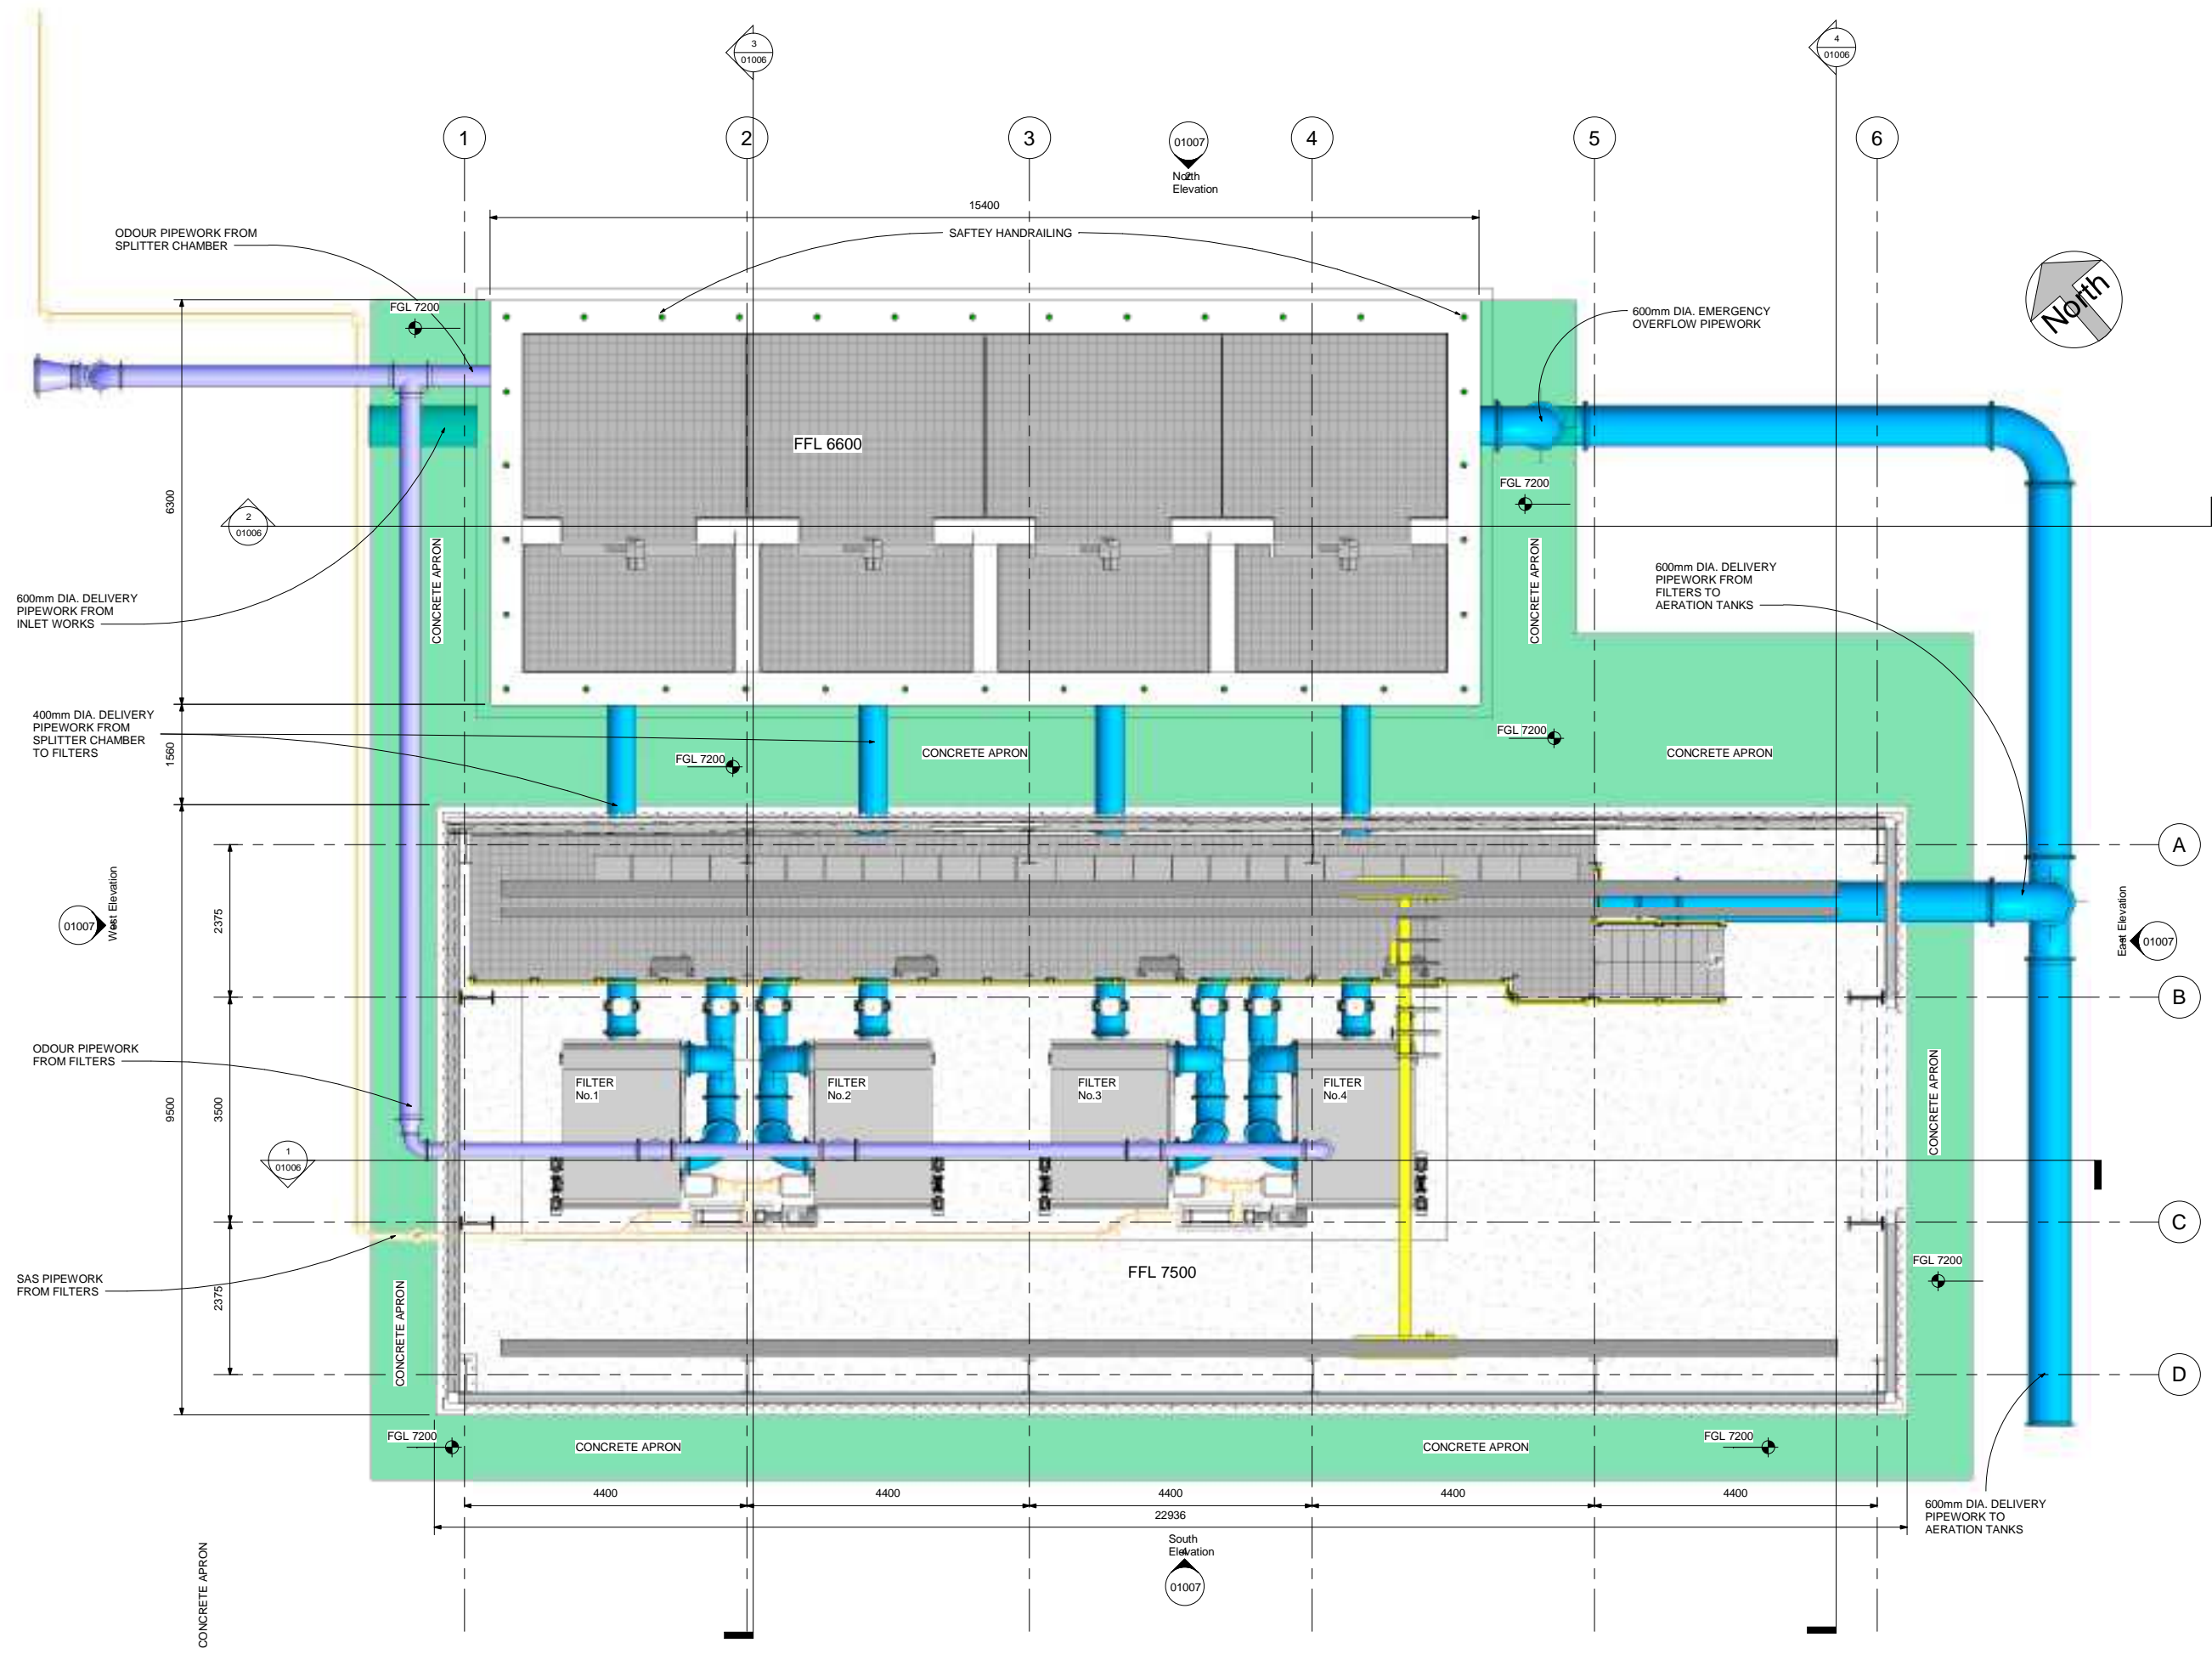 3
01006
4
01006
1
2
3
4
5
6
01007
2
North
Elevation
15400
ODOUR PIPEWORK FROM
SPLITTER CHAMBER
SAFTEY HANDRAILING
FGL 7200
600mm DIA. EMERGENCY
OVERFLOW PIPEWORK
North
FFL 6600
6300
2
01006
FGL 7200
CONCRETE APRON
CONCRETE APRON
600mm DIA. DELIVERY
PIPEWORK FROM
FILTERS TO
AERATION TANKS
600mm DIA. DELIVERY
PIPEWORK FROM
INLET WORKS
400mm DIA. DELIVERY
PIPEWORK FROM
SPLITTER CHAMBER
TO FILTERS
1560
FGL 7200
CONCRETE APRON
FGL 7200
CONCRETE APRON
A
01007
West Elevation
2375
East Elevation
01007
B
ODOUR PIPEWORK
FROM FILTERS
9500
3500
FILTER
No.1
FILTER
No.2
FILTER
No.3
FILTER
No.4
CONCRETE APRON
1
01006
C
SAS PIPEWORK
FROM FILTERS
2375
CONCRETE APRON
FFL 7500
FGL 7200
D
FGL 7200
CONCRETE APRON
CONCRETE APRON
FGL 7200
4400
4400
4400
4400
4400
22936
600mm DIA. DELIVERY
PIPEWORK TO
AERATION TANKS
South
Elevation
4
01007
CONCRETE APRON